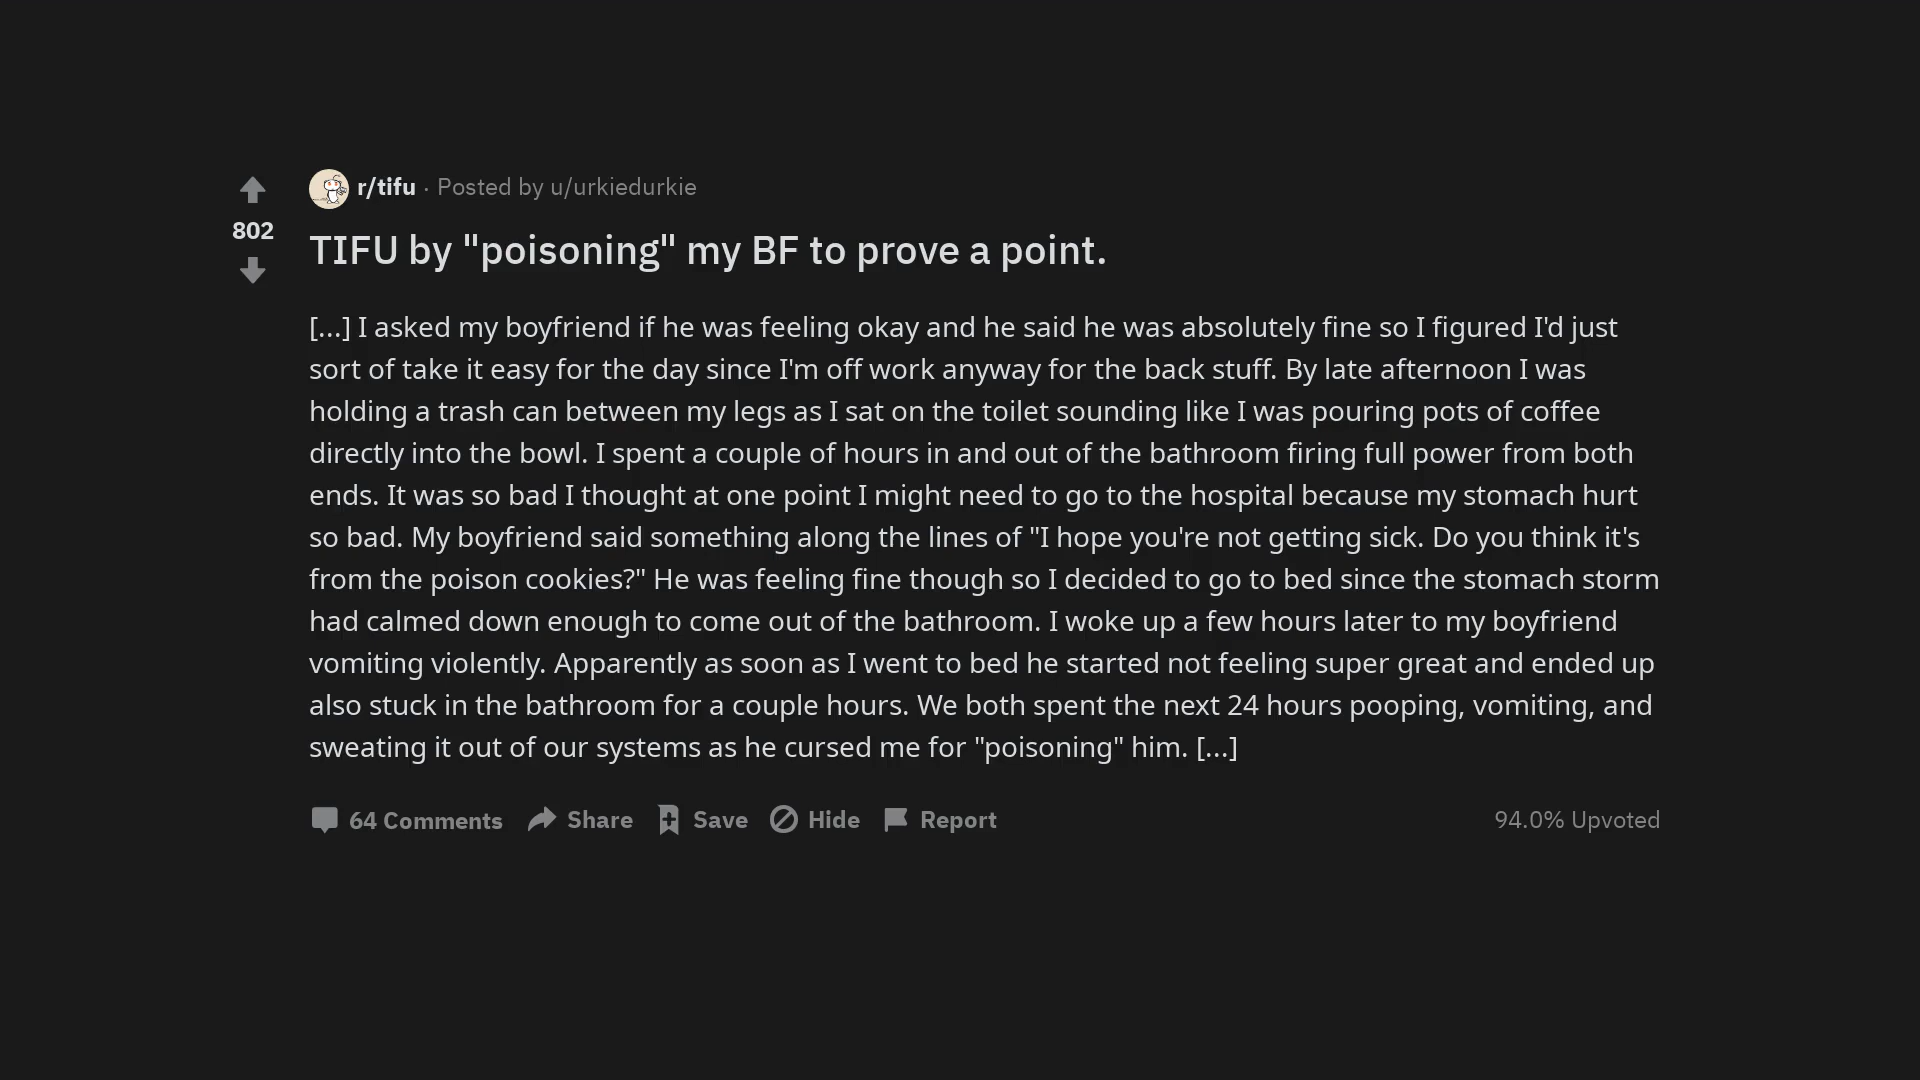 r/tifu · Posted by u/urkiedurkie
802
TIFU by "poisoning" my BF to prove a point.
[...] I asked my boyfriend if he was feeling okay and he said he was absolutely fine so I figured I'd just
sort of take it easy for the day since I'm off work anyway for the back stuff. By late afternoon I was
holding a trash can between my legs as I sat on the toilet sounding like I was pouring pots of coffee
directly into the bowl. I spent a couple of hours in and out of the bathroom firing full power from both
ends. It was so bad I thought at one point I might need to go to the hospital because my stomach hurt
so bad. My boyfriend said something along the lines of "I hope you're not getting sick. Do you think it's
from the poison cookies?" He was feeling fine though so I decided to go to bed since the stomach storm
had calmed down enough to come out of the bathroom. I woke up a few hours later to my boyfriend
vomiting violently. Apparently as soon as I went to bed he started not feeling super great and ended up
also stuck in the bathroom for a couple hours. We both spent the next 24 hours pooping, vomiting, and
sweating it out of our systems as he cursed me for "poisoning" him. [...]
64 Comments Share Save Hide Report 94.0% Upvoted